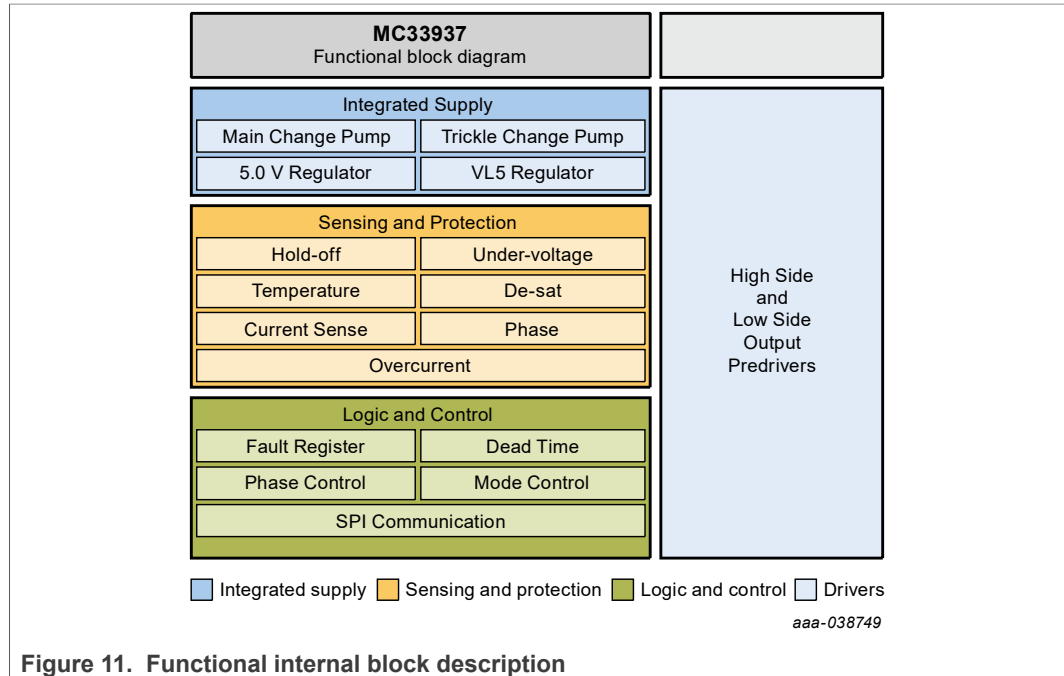 MC33937
Functional block diagram
Integrated Supply
Main Change Pump
Trickle Change Pump
5.0 V Regulator
VL5 Regulator
Sensing and Protection
Hold-off
Under-voltage
Temperature
De-sat
Current Sense
Phase
Overcurrent
Logic and Control
Fault Register
Dead Time
Phase Control
Mode Control
SPI Communication
High Side
and
Low Side
Output
Predrivers
Integrated supply
Sensing and protection
Logic and control
Drivers
aaa-038749
Figure 11. Functional internal block description